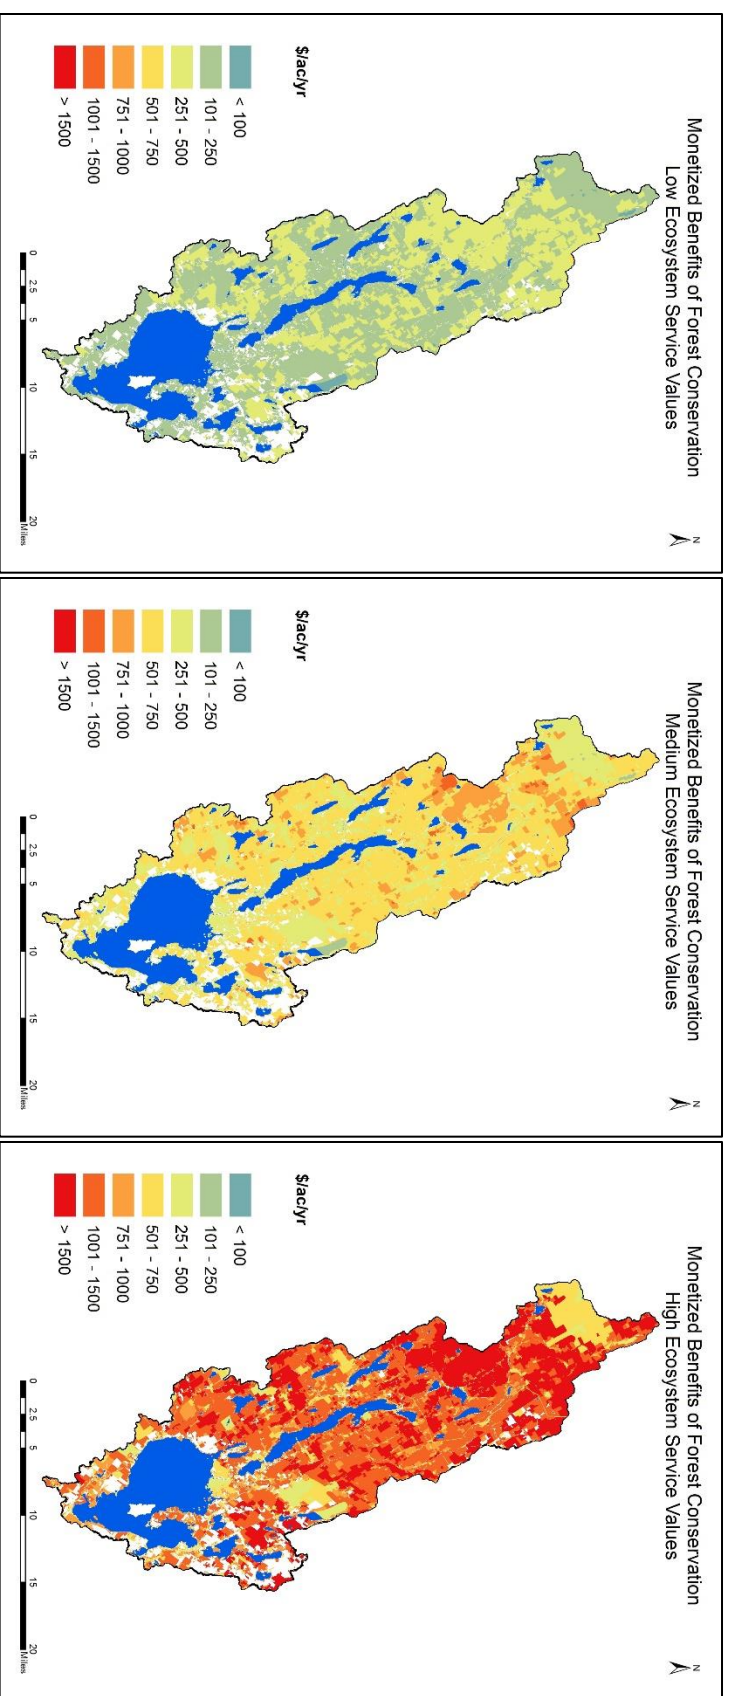 Monetized Benefits of Forest Conservation
Low Ecosystem Service Values
N
$/ac/yr
< 100
101 - 250
251 - 500
501 - 750
751 - 1000
1001 - 1500
> 1500
0 2.5 5 10 15 20
Miles
Monetized Benefits of Forest Conservation
Medium Ecosystem Service Values
N
$/ac/yr
< 100
101 - 250
251 - 500
501 - 750
751 - 1000
1001 - 1500
> 1500
0 2.5 5 10 15 20
Miles
Monetized Benefits of Forest Conservation
High Ecosystem Service Values
N
$/ac/yr
< 100
101 - 250
251 - 500
501 - 750
751 - 1000
1001 - 1500
> 1500
0 2.5 5 10 15 20
Miles